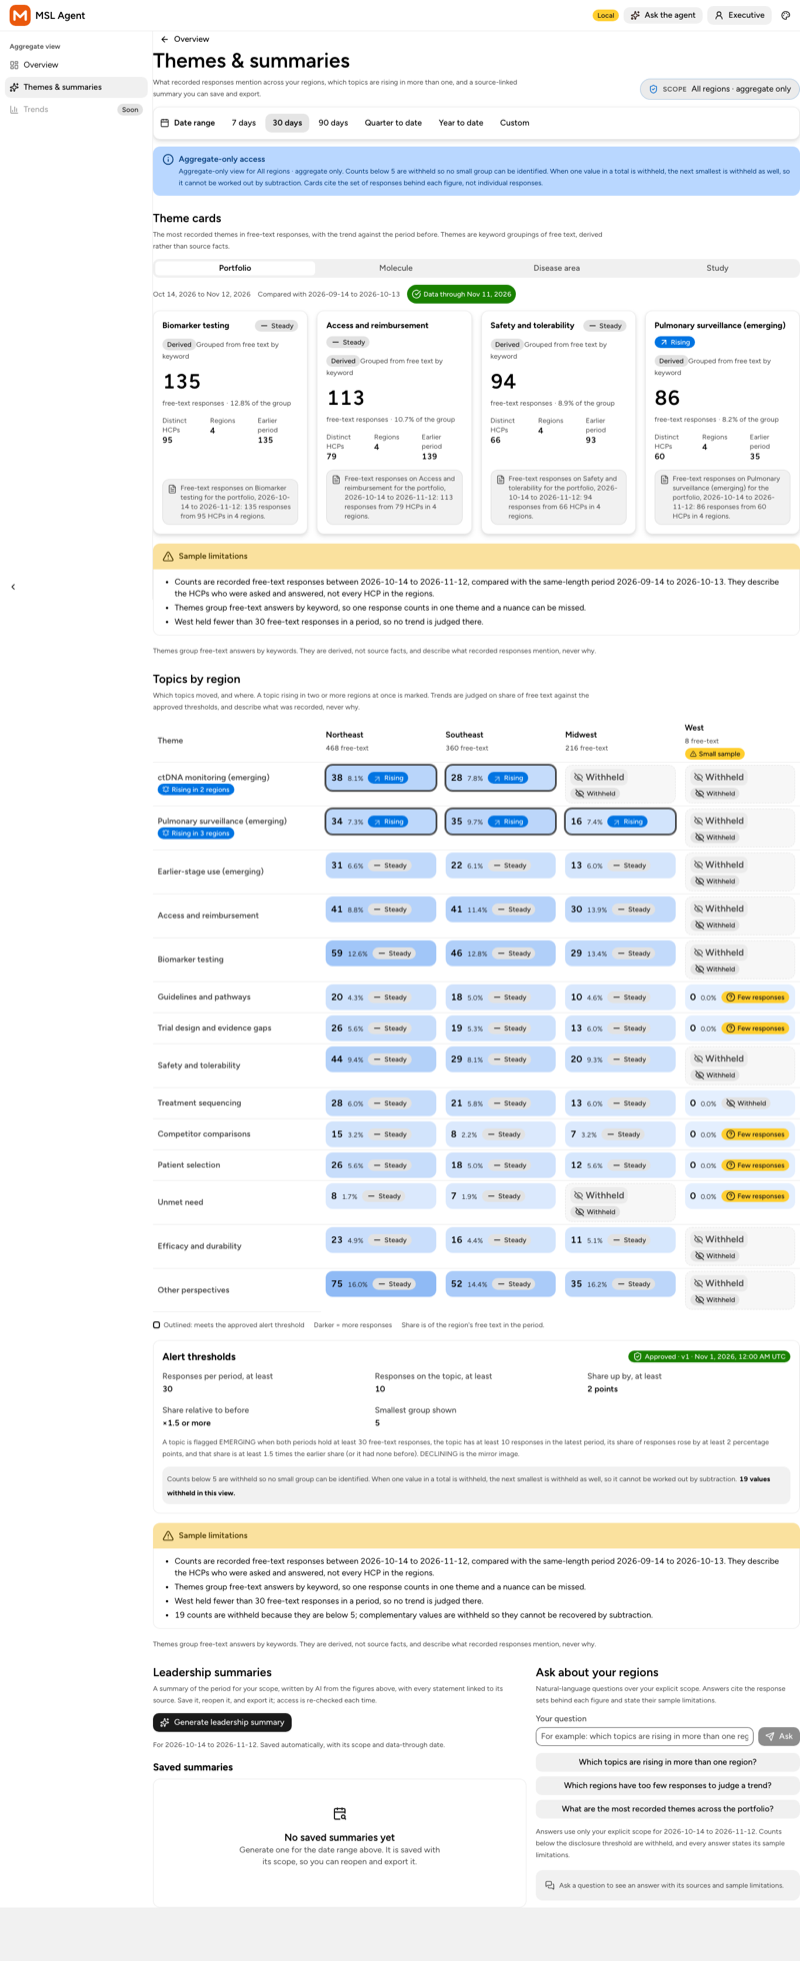 MSL Agent
Local
Ask the agent
Executive
Aggregate view
Overview
Themes & summaries
Trends
Soon
Overview
Themes & summaries
What recorded responses mention across your regions, which topics are rising in more than one, and a source-linked
summary you can save and export.
SCOPE All regions · aggregate only
Date range
7 days
30 days
90 days
Quarter to date
Year to date
Custom
Aggregate-only access
Aggregate-only view for All regions · aggregate only. Counts below 5 are withheld so no small group can be identified. When one value in a total is withheld, the next smallest is withheld as well, so
it cannot be worked out by subtraction. Cards cite the set of responses behind each figure, not individual responses.
Theme cards
The most recorded themes in free-text responses, with the trend against the period before. Themes are keyword groupings of free text, derived
rather than source facts.
Portfolio
Molecule
Disease area
Study
Oct 14, 2026 to Nov 12, 2026 Compared with 2026-09-14 to 2026-10-13 Data through Nov 11, 2026
Biomarker testing
Steady
Derived Grouped from free text by
keyword
135
free-text responses · 12.8% of the group
Distinct
HCPs
95
Regions
4
Earlier
period
135
Free-text responses on Biomarker
testing for the portfolio, 2026-10-
14 to 2026-11-12: 135 responses
from 95 HCPs in 4 regions.
Access and reimbursement
Steady
Derived Grouped from free text by
keyword
113
free-text responses · 10.7% of the group
Distinct
HCPs
79
Regions
4
Earlier
period
139
Free-text responses on Access and
reimbursement for the portfolio,
2026-10-14 to 2026-11-12: 113
responses from 79 HCPs in 4
regions.
Safety and tolerability
Steady
Derived Grouped from free text by
keyword
94
free-text responses · 8.9% of the group
Distinct
HCPs
66
Regions
4
Earlier
period
93
Free-text responses on Safety and
tolerability for the portfolio, 2026-
10-14 to 2026-11-12: 94
responses from 66 HCPs in 4
regions.
Pulmonary surveillance (emerging)
Rising
Derived Grouped from free text by
keyword
86
free-text responses · 8.2% of the group
Distinct
HCPs
60
Regions
4
Earlier
period
35
Free-text responses on Pulmonary
surveillance (emerging) for the
portfolio, 2026-10-14 to 2026-
11-12: 86 responses from 60
HCPs in 4 regions.
Sample limitations
• Counts are recorded free-text responses between 2026-10-14 to 2026-11-12, compared with the same-length period 2026-09-14 to 2026-10-13. They describe
the HCPs who were asked and answered, not every HCP in the regions.
• Themes group free-text answers by keyword, so one response counts in one theme and a nuance can be missed.
• West held fewer than 30 free-text responses in a period, so no trend is judged there.
Themes group free-text answers by keywords. They are derived, not source facts, and describe what recorded responses mention, never why.
Topics by region
Which topics moved, and where. A topic rising in two or more regions at once is marked. Trends are judged on share of free text against the
approved thresholds, and describe what was recorded, never why.
Theme
Northeast
468 free-text
Southeast
360 free-text
Midwest
216 free-text
West
8 free-text
Small sample
ctDNA monitoring (emerging)
Rising in 2 regions
38 8.1% Rising
28 7.8% Rising
Withheld
Withheld
Withheld
Withheld
Pulmonary surveillance (emerging)
Rising in 3 regions
34 7.3% Rising
35 9.7% Rising
16 7.4% Rising
Withheld
Withheld
Earlier-stage use (emerging)
31 6.6% Steady
22 6.1% Steady
13 6.0% Steady
Withheld
Withheld
Access and reimbursement
41 8.8% Steady
41 11.4% Steady
30 13.9% Steady
Withheld
Withheld
Biomarker testing
59 12.6% Steady
46 12.8% Steady
29 13.4% Steady
Withheld
Withheld
Guidelines and pathways
20 4.3% Steady
18 5.0% Steady
10 4.6% Steady
0 0.0% Few responses
Trial design and evidence gaps
26 5.6% Steady
19 5.3% Steady
13 6.0% Steady
0 0.0% Few responses
Safety and tolerability
44 9.4% Steady
29 8.1% Steady
20 9.3% Steady
Withheld
Withheld
Treatment sequencing
28 6.0% Steady
21 5.8% Steady
13 6.0% Steady
0 0.0% Withheld
Competitor comparisons
15 3.2% Steady
8 2.2% Steady
7 3.2% Steady
0 0.0% Few responses
Patient selection
26 5.6% Steady
18 5.0% Steady
12 5.6% Steady
0 0.0% Few responses
Unmet need
8 1.7% Steady
7 1.9% Steady
Withheld
Withheld
0 0.0% Few responses
Efficacy and durability
23 4.9% Steady
16 4.4% Steady
11 5.1% Steady
Withheld
Withheld
Other perspectives
75 16.0% Steady
52 14.4% Steady
35 16.2% Steady
Withheld
Withheld
Outlined: meets the approved alert threshold Darker = more responses Share is of the region's free text in the period.
Alert thresholds
Approved · v1 · Nov 1, 2026, 12:00 AM UTC
Responses per period, at least
30
Responses on the topic, at least
10
Share up by, at least
2 points
Share relative to before
×1.5 or more
Smallest group shown
5
A topic is flagged EMERGING when both periods hold at least 30 free-text responses, the topic has at least 10 responses in the latest period, its share of responses rose by at least 2 percentage
points, and that share is at least 1.5 times the earlier share (or it had none before). DECLINING is the mirror image.
Counts below 5 are withheld so no small group can be identified. When one value in a total is withheld, the next smallest is withheld as well, so it cannot be worked out by subtraction. 19 values
withheld in this view.
Sample limitations
• Counts are recorded free-text responses between 2026-10-14 to 2026-11-12, compared with the same-length period 2026-09-14 to 2026-10-13. They describe
the HCPs who were asked and answered, not every HCP in the regions.
• Themes group free-text answers by keyword, so one response counts in one theme and a nuance can be missed.
• West held fewer than 30 free-text responses in a period, so no trend is judged there.
• 19 counts are withheld because they are below 5; complementary values are withheld so they cannot be recovered by subtraction.
Themes group free-text answers by keywords. They are derived, not source facts, and describe what recorded responses mention, never why.
Leadership summaries
A summary of the period for your scope, written by AI from the figures above, with every statement linked to its
source. Save it, reopen it, and export it; access is re-checked each time.
Generate leadership summary
For 2026-10-14 to 2026-11-12. Saved automatically, with its scope and data-through date.
Saved summaries
No saved summaries yet
Generate one for the date range above. It is saved with
its scope, so you can reopen and export it.
Ask about your regions
Natural-language questions over your explicit scope. Answers cite the response
sets behind each figure and state their sample limitations.
Your question
For example: which topics are rising in more than one reg
Ask
Which topics are rising in more than one region?
Which regions have too few responses to judge a trend?
What are the most recorded themes across the portfolio?
Answers use only your explicit scope for 2026-10-14 to 2026-11-12. Counts
below the disclosure threshold are withheld, and every answer states its sample
limitations.
Ask a question to see an answer with its sources and sample limitations.